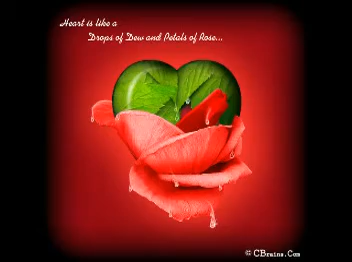 Heart is like a
Drops of Dew and Petals of Rose...
© CBrains.Com